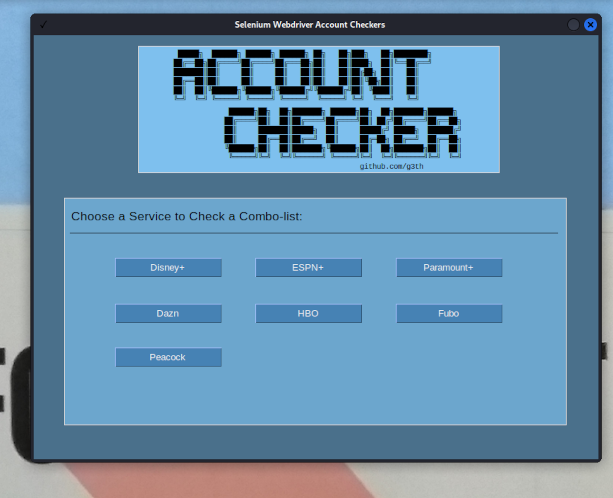 Selenium Webdriver Account Checkers
ACCOUNT
CHECKER
github.com/g3th
Choose a Service to Check a Combo-list:
Disney+ ESPN+ Paramount+
Dazn HBO Fubo
Peacock